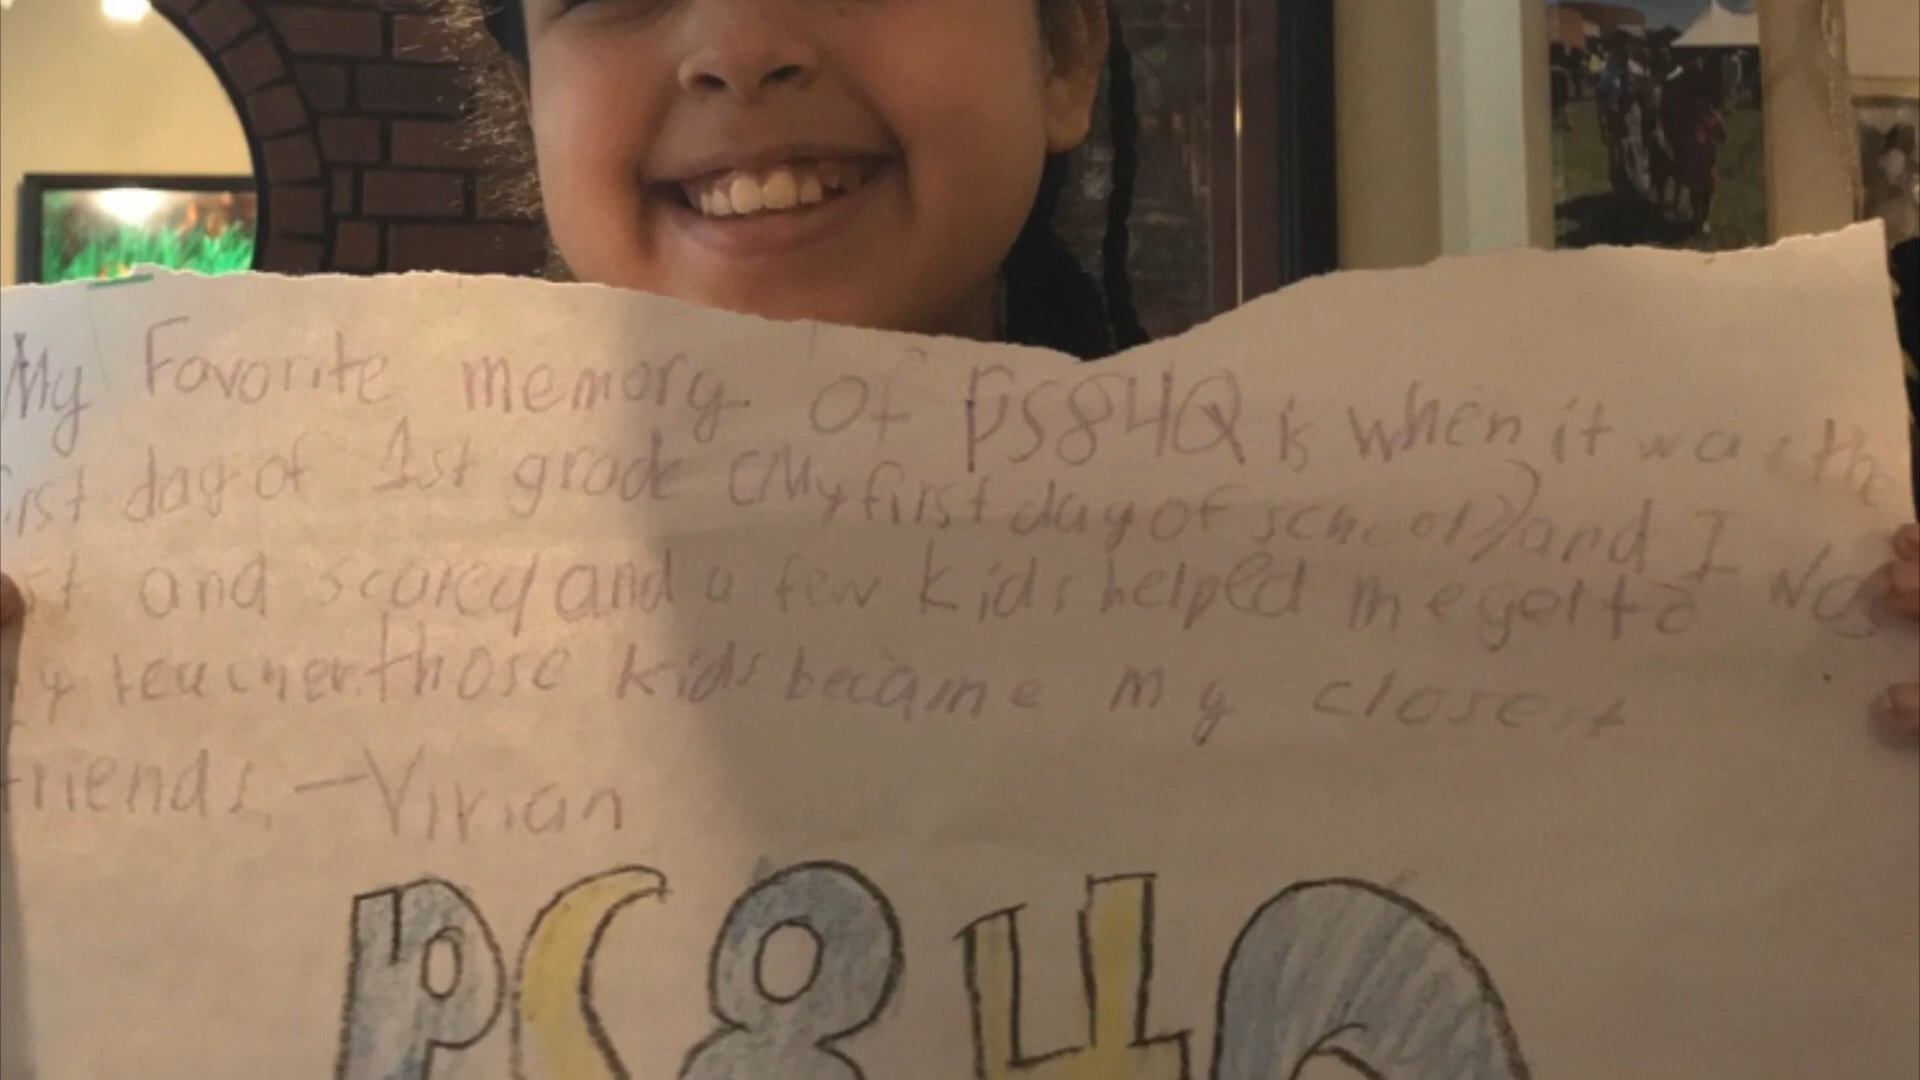 My Favorite memory of PS84Q is when it was the
first day of 1st grade (My first day of school) and I was
and scarcy and a few kids helped me get to
my teacher. those kids became my closest
friends. -Vivian
PS84Q